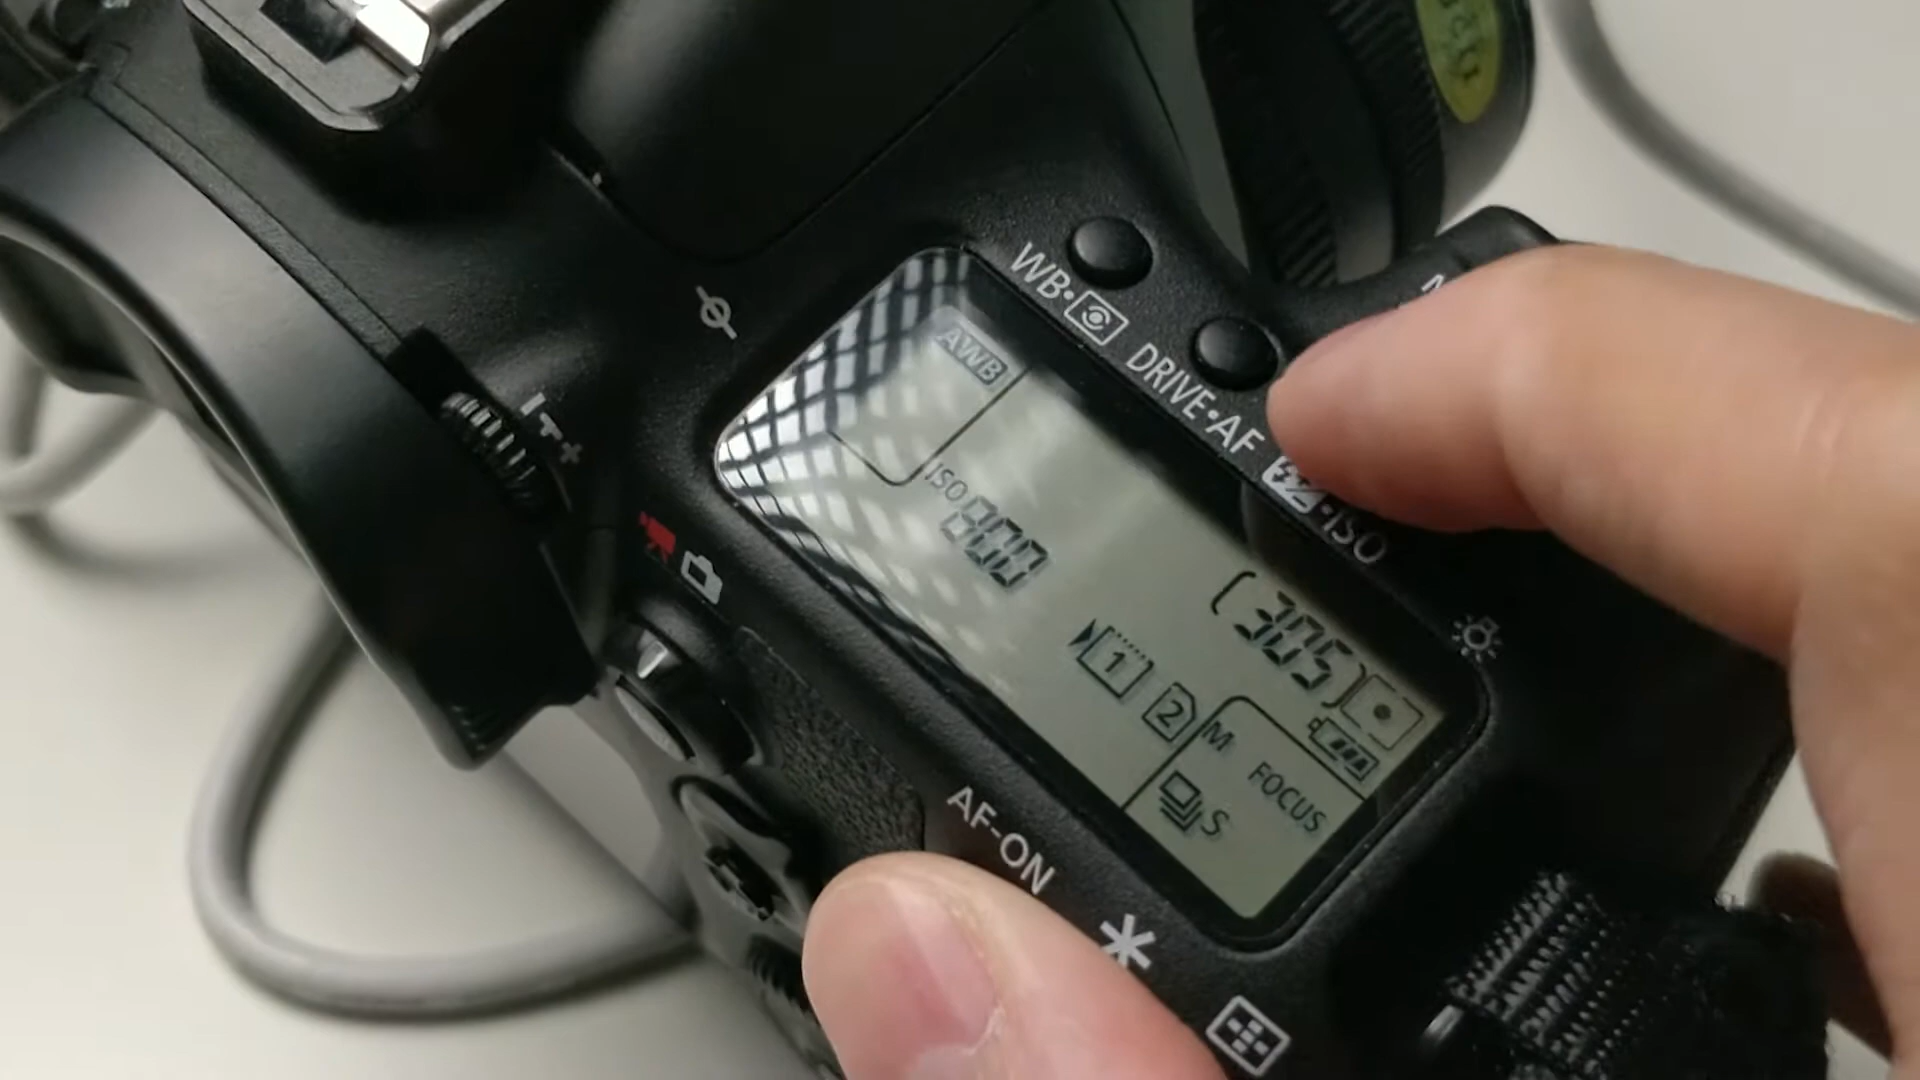 WB·
DRIVE·AF
·ISO
AWB
ISO 800
(305)
1 2
M FOCUS
S
AF-ON